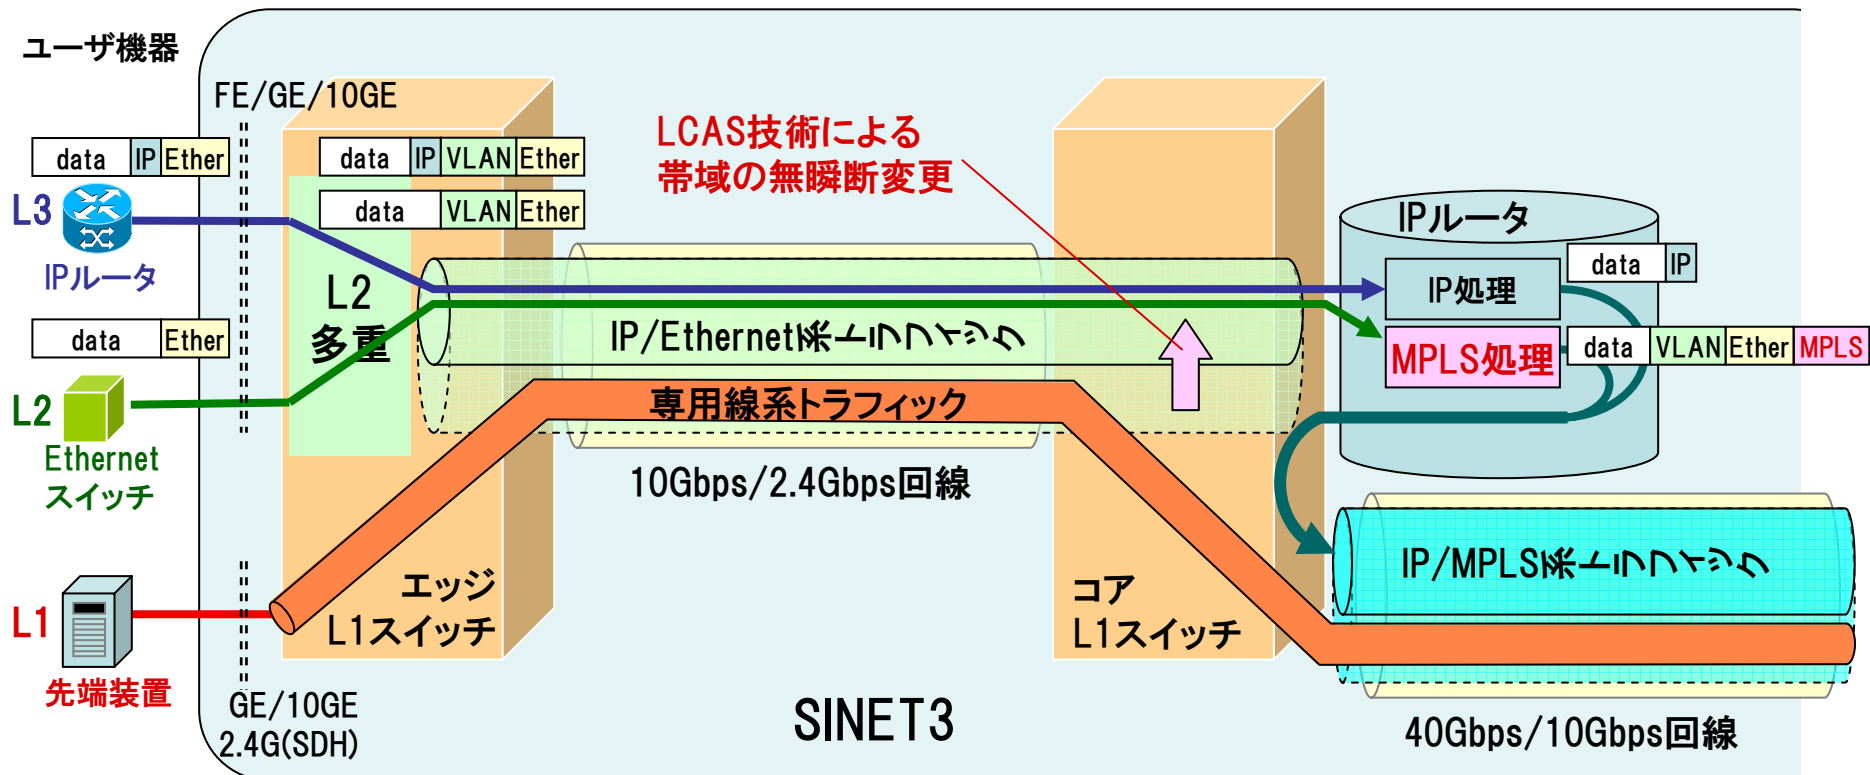 ユーザ機器
FE/GE/10GE
data IP Ether
L3
IPルータ
data Ether
L2
Ethernet
スイッチ
L1
先端装置
GE/10GE
2.4G(SDH)
data IP VLAN Ether
data VLAN Ether
L2
多重
エッジ
L1スイッチ
LCAS技術による
帯域の無瞬断変更
IP/Ethernet系トラフィック
専用線系トラフィック
10Gbps/2.4Gbps回線
コア
L1スイッチ
IPルータ
IP処理
data IP
MPLS処理
data VLAN Ether MPLS
IP/MPLS系トラフィック
40Gbps/10Gbps回線
SINET3